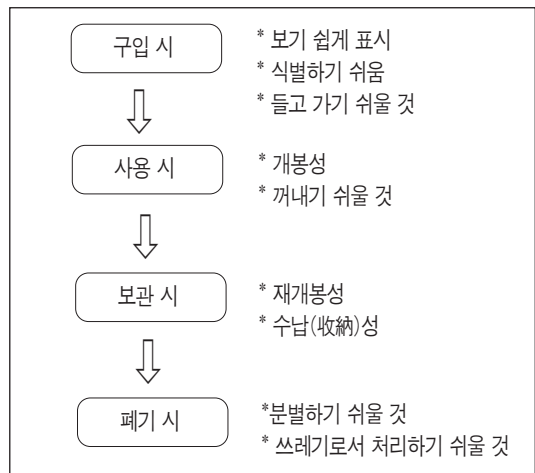 구입 시
* 보기 쉽게 표시
* 식별하기 쉬움
* 들고 가기 쉬울 것
사용 시
* 개봉성
* 꺼내기 쉬울 것
보관 시
* 재개봉성
* 수납(收納)성
폐기 시
*분별하기 쉬울 것
* 쓰레기로서 처리하기 쉬울 것